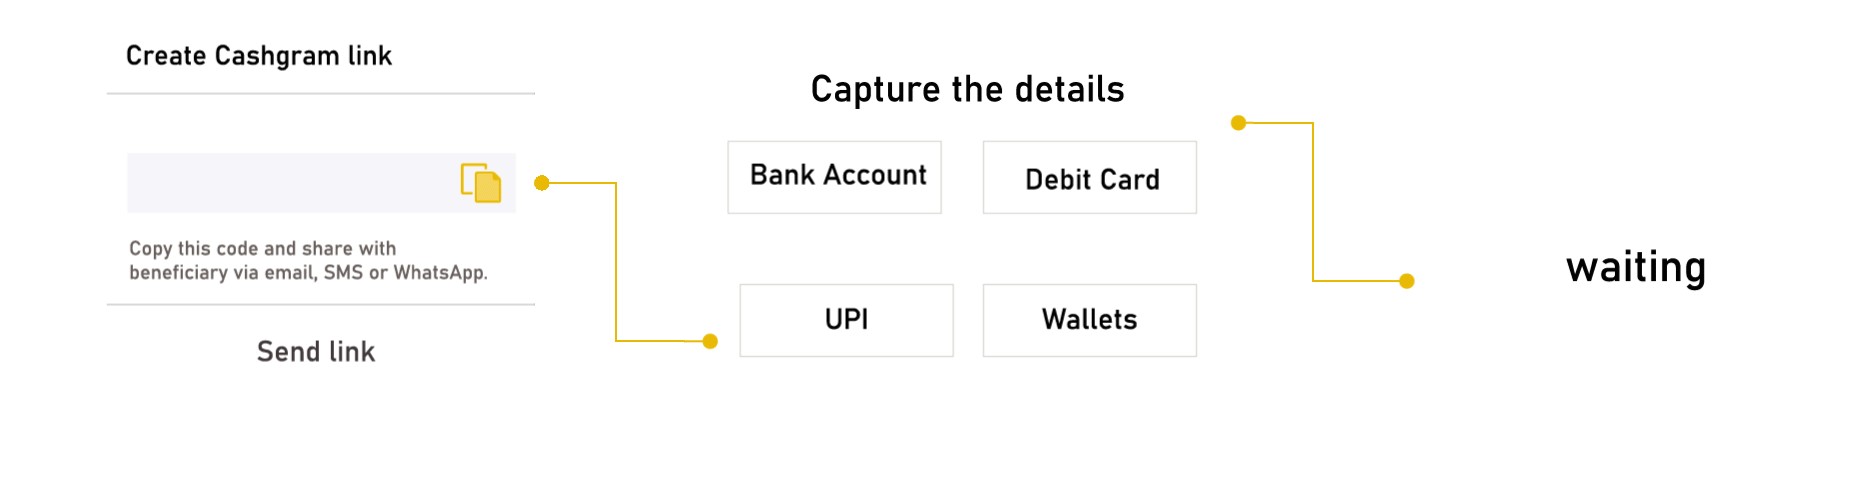 Create Cashgram link
Copy this code and share with
beneficiary via email, SMS or WhatsApp.
Send link
Capture the details
Bank Account
Debit Card
UPI
Wallets
waiting